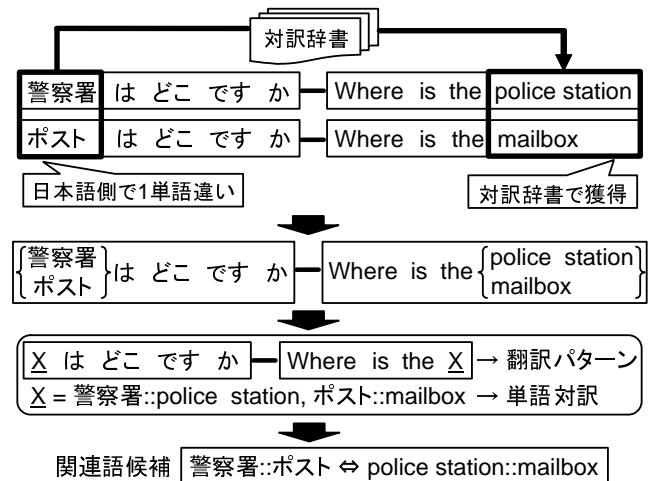 対訳辞書
警察署 は どこ です か Where is the police station
ポスト は どこ です か Where is the mailbox
日本語側で1単語違い
対訳辞書で獲得
{警察署
ポスト}は どこ です か Where is the {police station
mailbox}
X は どこ です か Where is the X → 翻訳パターン
X = 警察署::police station, ポスト::mailbox → 単語対訳
関連語候補 警察署::ポスト ⇔ police station::mailbox